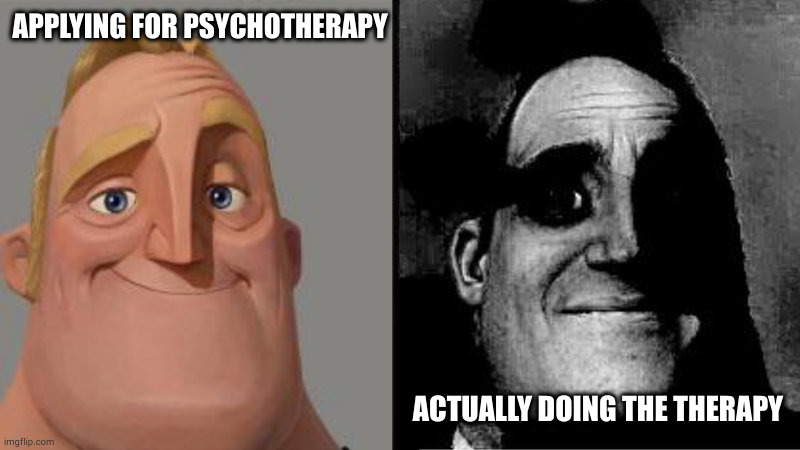 APPLYING FOR PSYCHOTHERAPY
ACTUALLY DOING THE THERAPY
imgflip.com